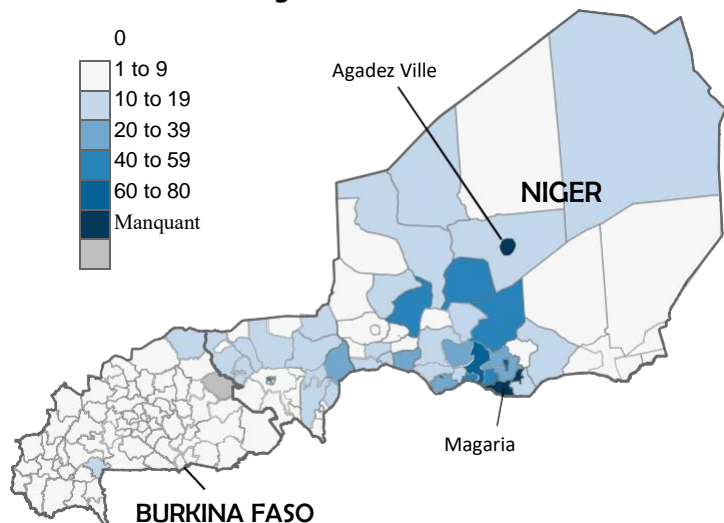 0
1 to 9
10 to 19
20 to 39
40 to 59
60 to 80
Manquant
Agadez Ville
NIGER
Magaria
BURKINA FASO